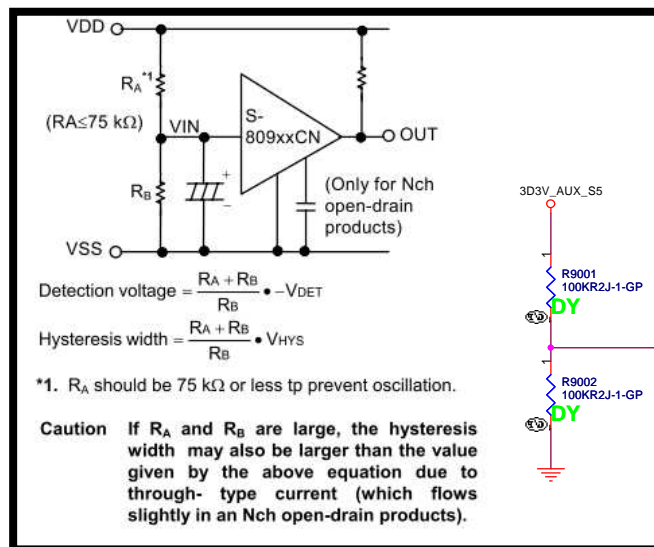 VDD
RA*1
(RA≤75 kΩ)
VIN
S-
809xxCN
OUT
RB
+
–
(Only for Nch
open-drain
products)
VSS
Detection voltage = RA + RB / RB • –VDET
Hysteresis width = RA + RB / RB • VHYS
*1. RA should be 75 kΩ or less tp prevent oscillation.
Caution If RA and RB are large, the hysteresis
width may also be larger than the value
given by the above equation due to
through- type current (which flows
slightly in an Nch open-drain products).
3D3V_AUX_S5
1
R9001
100KR2J-1-GP
DY
1
R9002
100KR2J-1-GP
DY